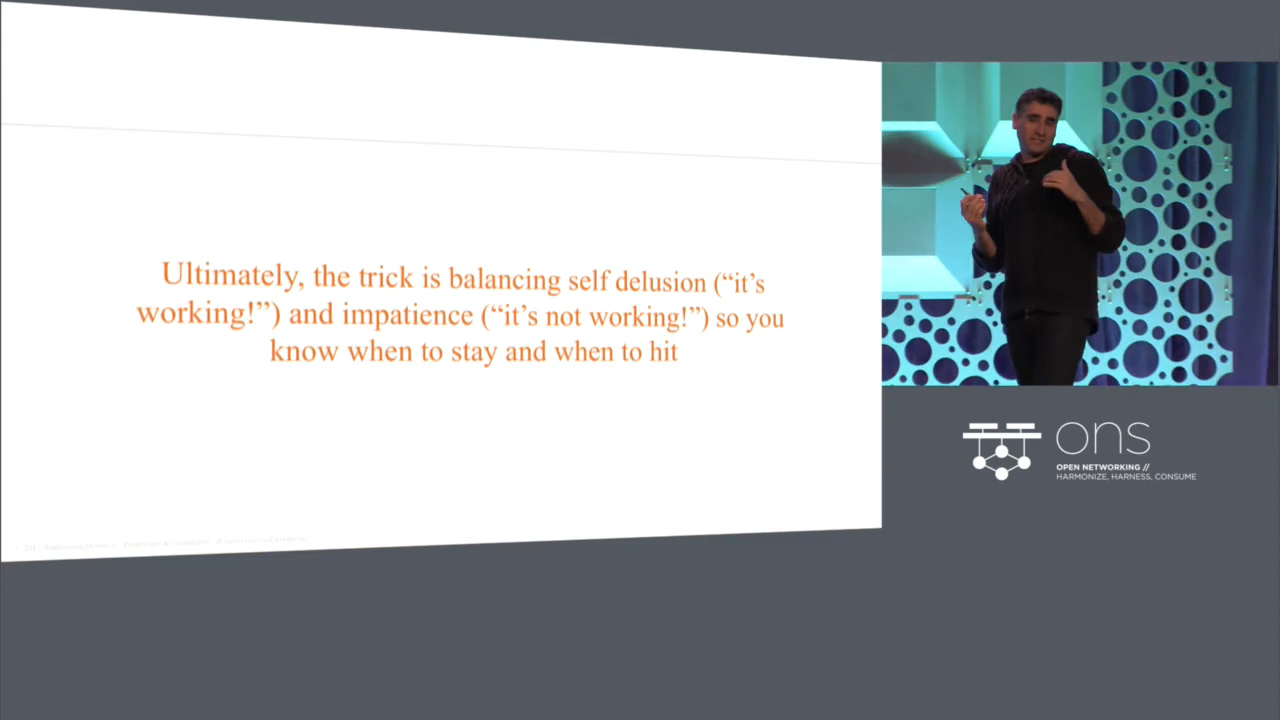 Ultimately, the trick is balancing self delusion (“it’s
working!”) and impatience (“it’s not working!”) so you
know when to stay and when to hit
ons
OPEN NETWORKING //
HARMONIZE, HARNESS, CONSUME